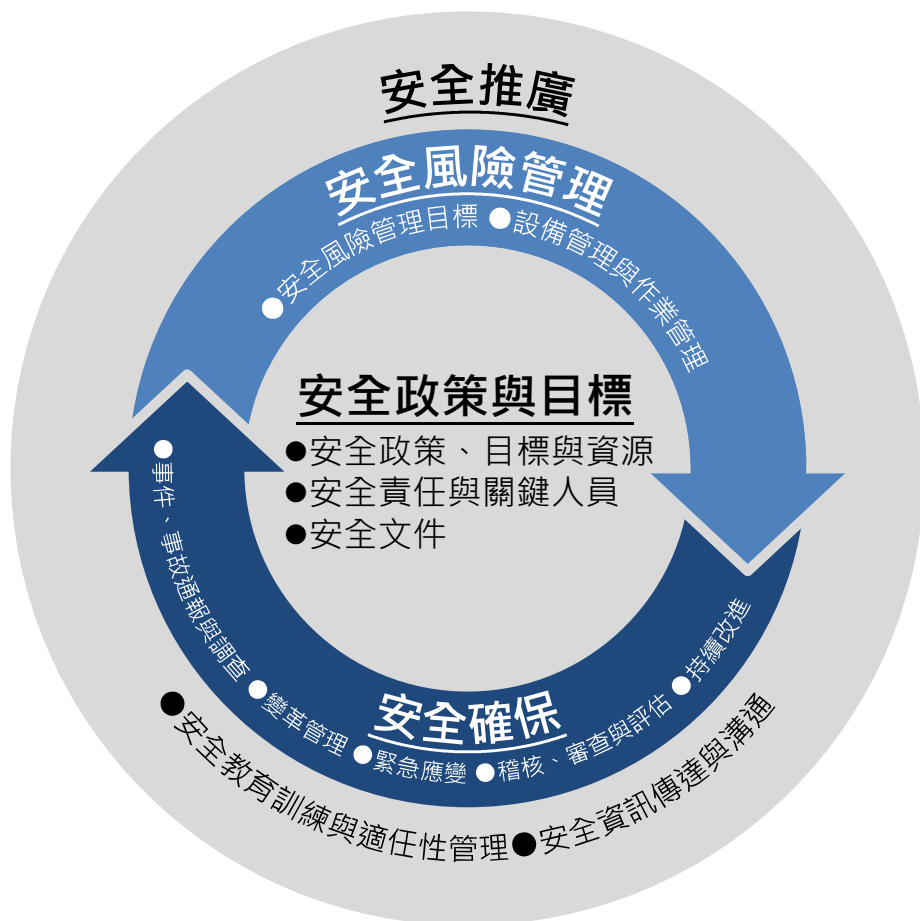 安全推廣
安全風險管理
●安全風險管理目標 ●設備管理與作業管理
安全政策與目標
●安全政策、目標與資源
●安全責任與關鍵人員
●安全文件
安全確保
●事件、事故通報與調查 ●變革管理 ●緊急應變 ●稽核、審查與評估 ●持續改進
●安全教育訓練與適任性管理●安全資訊傳達與溝通